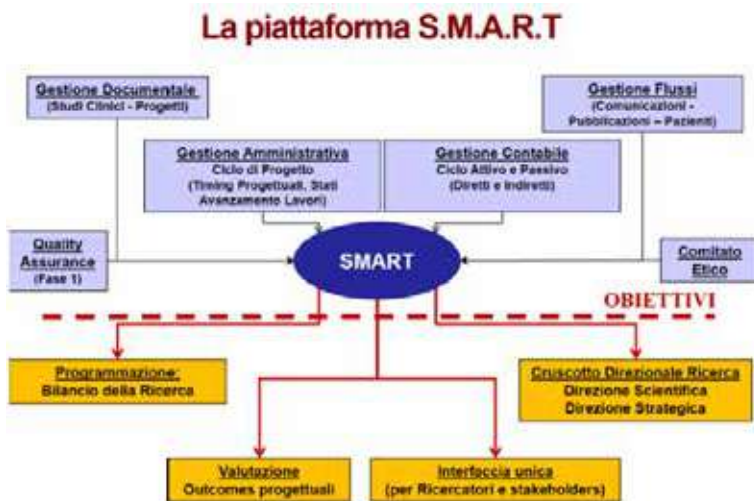 La piattaforma S.M.A.R.T
Gestione Documentale
(Studi Clinici - Progetti)
Gestione Flussi
(Comunicazioni -
Pubblicazioni – Pazienti)
Gestione Amministrativa
Ciclo di Progetto
(Timing Progettuali, Stati
Avanzamento Lavori)
Gestione Contabile
Ciclo Attivo e Passivo
(Diretti e Indiretti)
Quality
Assurance
(Fase 1)
SMART
Comitato
Etico
OBIETTIVI
Programmazione:
Bilancio della Ricerca
Cruscotto Direzionale Ricerca
Direzione Scientifica
Direzione Strategica
Valutazione
Outcomes progettuali
Interfaccia unica
(per Ricercatori e stakeholders)